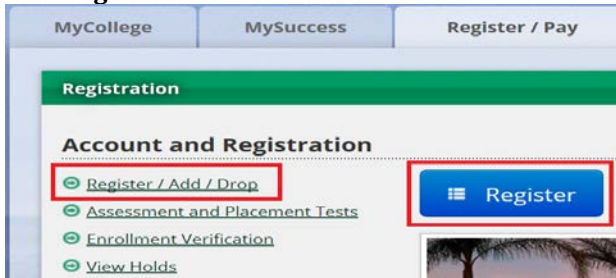 MyCollege MySuccess Register / Pay
Registration
Account and Registration
Register / Add / Drop
Register
Assessment and Placement Tests
Enrollment Verification
View Holds